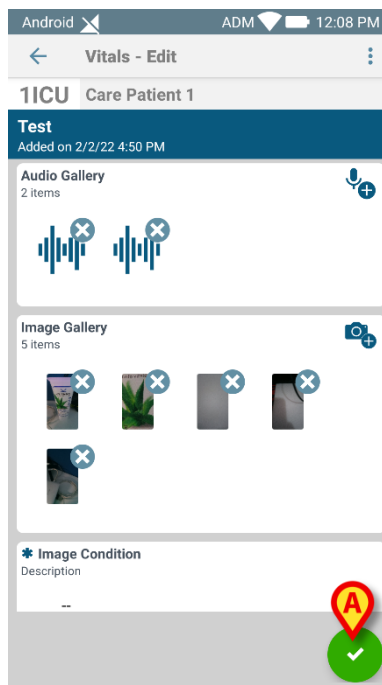 Android ADM 12:08 PM
Vitals - Edit
1ICU Care Patient 1
Test
Added on 2/2/22 4:50 PM
Audio Gallery
2 items
Image Gallery
5 items
✱ Image Condition
Description
--
A